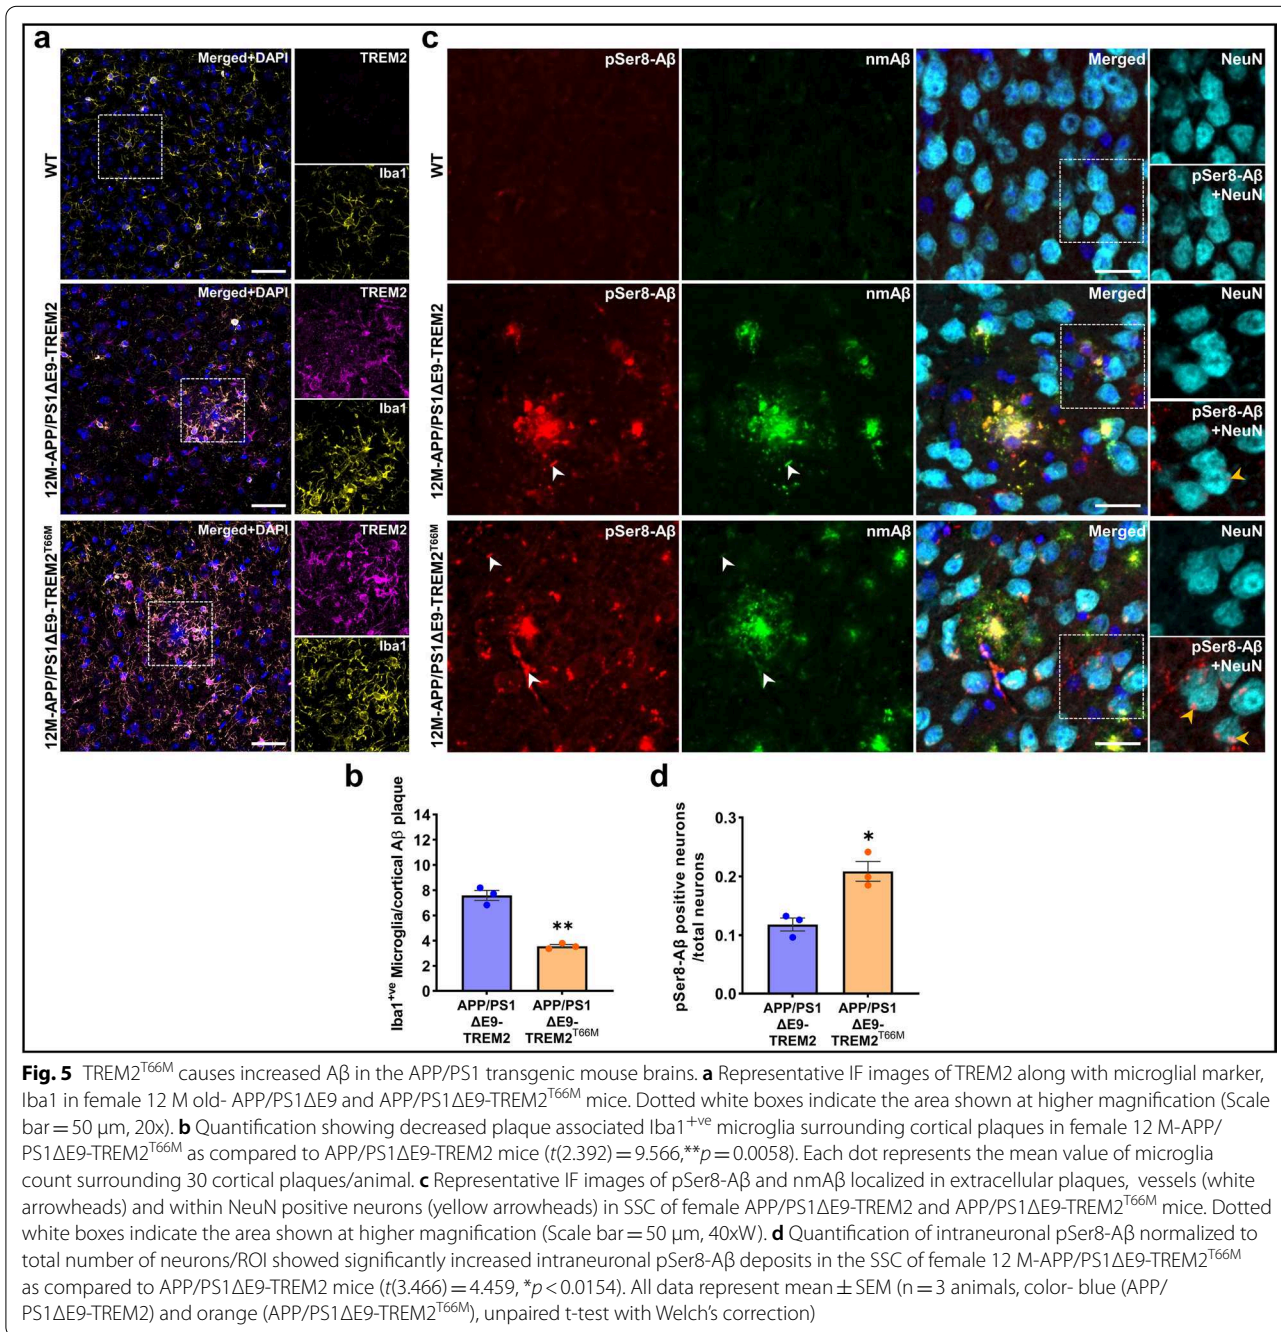 a
Merged+DAPI
TREM2
Iba1
WT
Merged+DAPI
TREM2
Iba1
12M-APP/PS1ΔE9-TREM2
Merged+DAPI
TREM2
Iba1
12M-APP/PS1ΔE9-TREM2T66M
c
pSer8-Aβ
nmAβ
Merged
NeuN
pSer8-Aβ
+NeuN
WT
pSer8-Aβ
nmAβ
Merged
NeuN
pSer8-Aβ
+NeuN
12M-APP/PS1ΔE9-TREM2
pSer8-Aβ
nmAβ
Merged
NeuN
pSer8-Aβ
+NeuN
12M-APP/PS1ΔE9-TREM2T66M
b
Iba1+ve Microglia/cortical Aβ plaque
14
12
10
8
6
4
2
0
**
APP/PS1
ΔE9-
TREM2
APP/PS1
ΔE9-
TREM2T66M
d
pSer8-Aβ positive neurons
/total neurons
0.3
0.2
0.1
0.0
*
APP/PS1
ΔE9-
TREM2
APP/PS1
ΔE9-
TREM2T66M
Fig. 5 TREM2T66M causes increased Aβ in the APP/PS1 transgenic mouse brains. a Representative IF images of TREM2 along with microglial marker,
Iba1 in female 12 M old- APP/PS1ΔE9 and APP/PS1ΔE9-TREM2T66M mice. Dotted white boxes indicate the area shown at higher magnification (Scale
bar = 50 µm, 20x). b Quantification showing decreased plaque associated Iba1+ve microglia surrounding cortical plaques in female 12 M-APP/
PS1ΔE9-TREM2T66M as compared to APP/PS1ΔE9-TREM2 mice (t(2.392) = 9.566,**p = 0.0058). Each dot represents the mean value of microglia
count surrounding 30 cortical plaques/animal. c Representative IF images of pSer8-Aβ and nmAβ localized in extracellular plaques, vessels (white
arrowheads) and within NeuN positive neurons (yellow arrowheads) in SSC of female APP/PS1ΔE9-TREM2 and APP/PS1ΔE9-TREM2T66M mice. Dotted
white boxes indicate the area shown at higher magnification (Scale bar = 50 µm, 40xW). d Quantification of intraneuronal pSer8-Aβ normalized to
total number of neurons/ROI showed significantly increased intraneuronal pSer8-Aβ deposits in the SSC of female 12 M-APP/PS1ΔE9-TREM2T66M
as compared to APP/PS1ΔE9-TREM2 mice (t(3.466) = 4.459, *p < 0.0154). All data represent mean ± SEM (n = 3 animals, color- blue (APP/
PS1ΔE9-TREM2) and orange (APP/PS1ΔE9-TREM2T66M), unpaired t-test with Welch's correction)